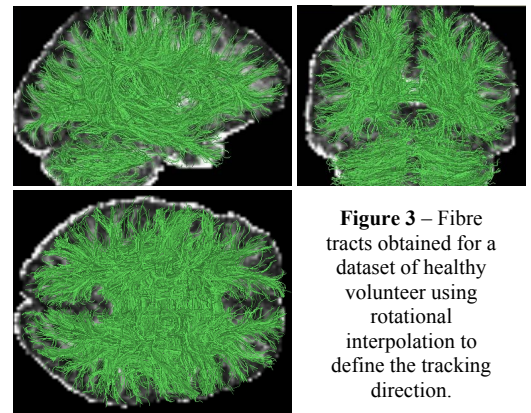 Figure 3 – Fibre
tracts obtained for a
dataset of healthy
volunteer using
rotational
interpolation to
define the tracking
direction.